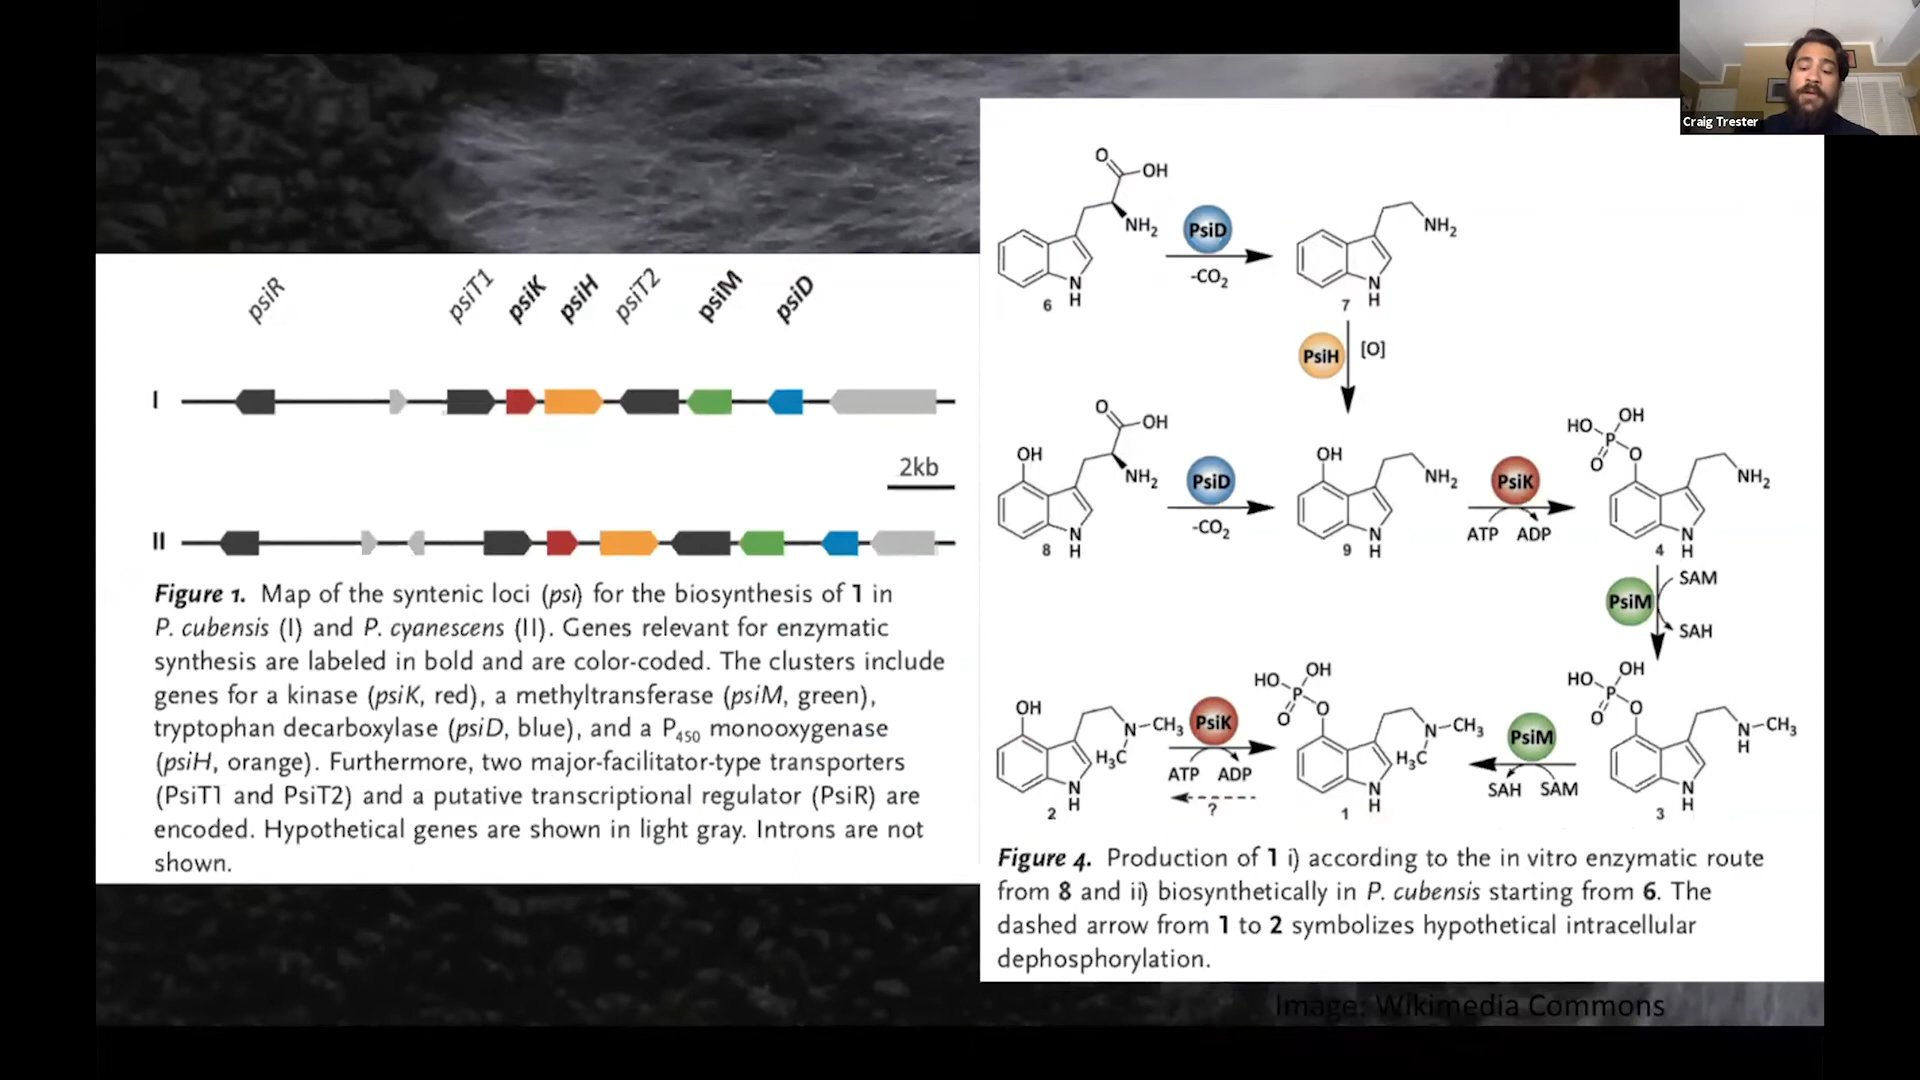 Craig Trester
psiR psiT1 psiK psiH psiT2 psiM psiD
I
2kb
II
Figure 1. Map of the syntenic loci (psi) for the biosynthesis of 1 in
P. cubensis (I) and P. cyanescens (II). Genes relevant for enzymatic
synthesis are labeled in bold and are color-coded. The clusters include
genes for a kinase (psiK, red), a methyltransferase (psiM, green),
tryptophan decarboxylase (psiD, blue), and a P450 monooxygenase
(psiH, orange). Furthermore, two major-facilitator-type transporters
(PsiT1 and PsiT2) and a putative transcriptional regulator (PsiR) are
encoded. Hypothetical genes are shown in light gray. Introns are not
shown.
O OH
NH2 PsiD NH2
-CO2
N H N H
6 7
PsiH [O]
O OH HO OH
P
OH OH O O
NH2 PsiD NH2 PsiK NH2
-CO2 ATP ADP
N H N H N H
8 9 4
SAM
PsiM
SAH
OH HO OH HO
P P
OH O O O O
N CH3 PsiK N CH3 PsiM N CH3
H3C H3C H
ATP ADP SAH SAM
?
N H N H N H
2 1 3
Figure 4. Production of 1 i) according to the in vitro enzymatic route
from 8 and ii) biosynthetically in P. cubensis starting from 6. The
dashed arrow from 1 to 2 symbolizes hypothetical intracellular
dephosphorylation.
Image: Wikimedia Commons